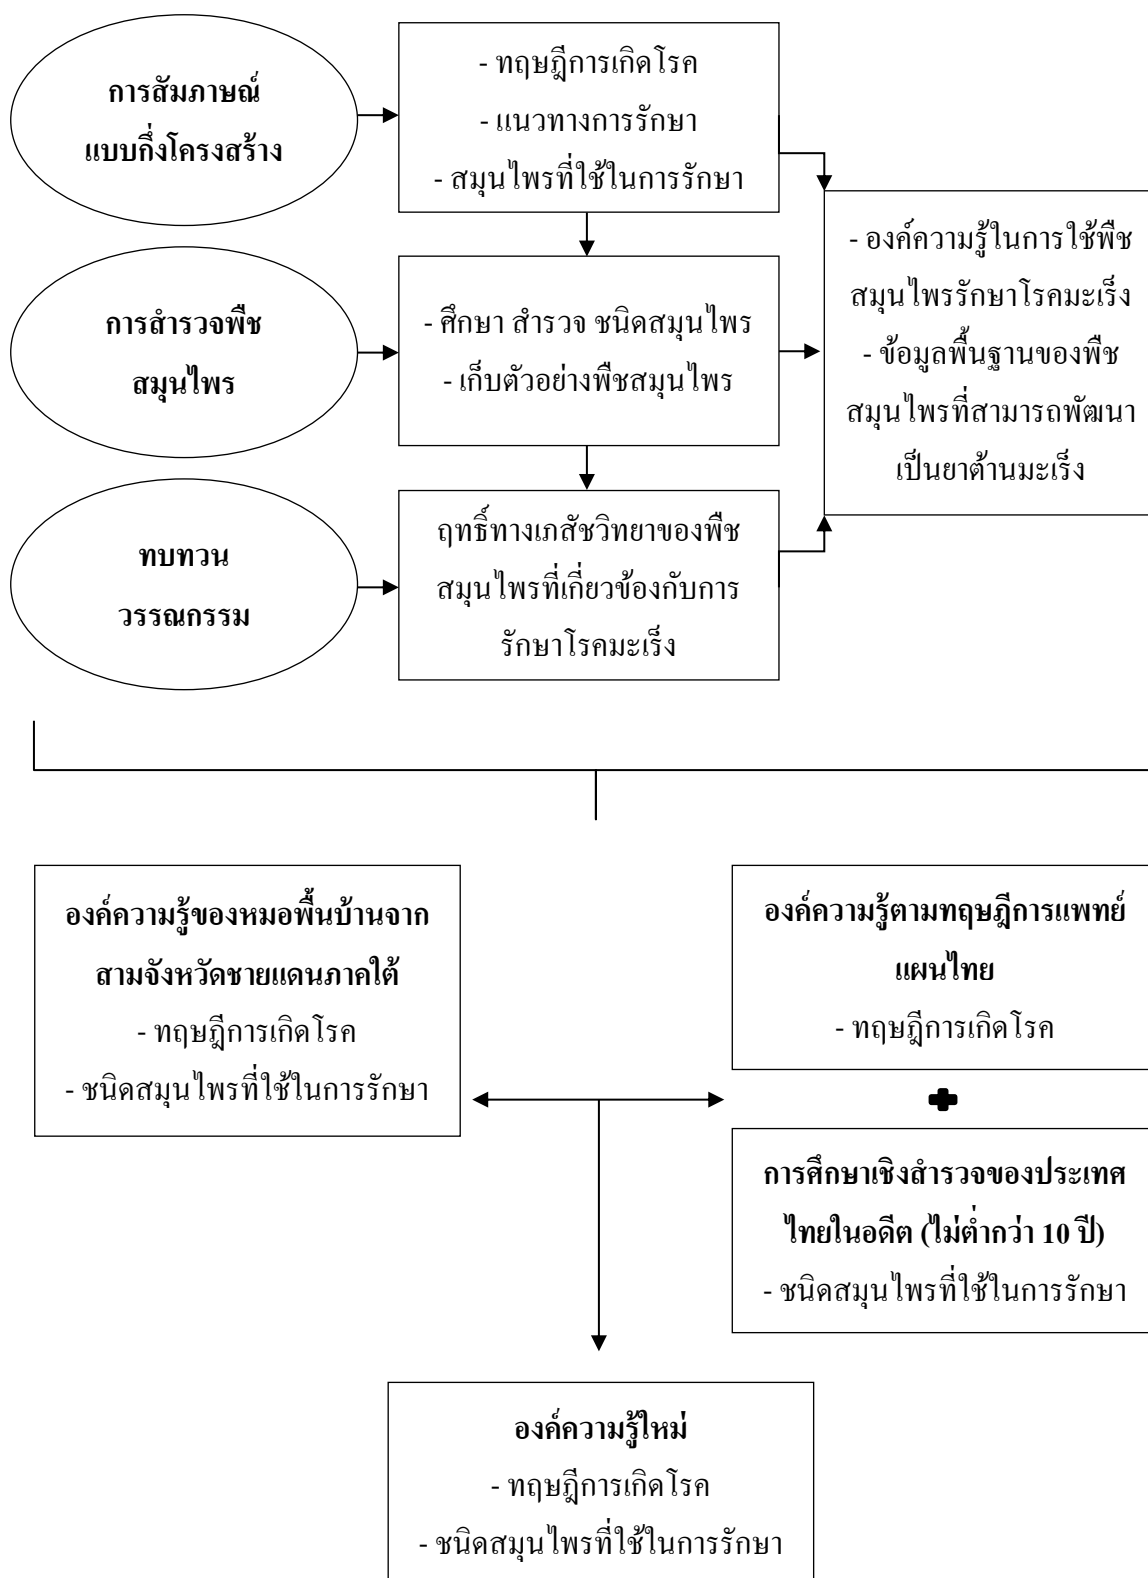 การสัมภาษณ์
แบบกึ่งโครงสร้าง
- ทฤษฎีการเกิดโรค
- แนวทางการรักษา
- สมุนไพรที่ใช้ในการรักษา
การสำรวจพืช
สมุนไพร
- ศึกษา สำรวจ ชนิดสมุนไพร
- เก็บตัวอย่างพืชสมุนไพร
ทบทวน
วรรณกรรม
ฤทธิ์ทางเภสัชวิทยาของพืช
สมุนไพรที่เกี่ยวข้องกับการ
รักษาโรคมะเร็ง
- องค์ความรู้ในการใช้พืช
สมุนไพรรักษาโรคมะเร็ง
- ข้อมูลพื้นฐานของพืช
สมุนไพรที่สามารถพัฒนา
เป็นยาต้านมะเร็ง
องค์ความรู้ของหมอพื้นบ้านจาก
สามจังหวัดชายแดนภาคใต้
- ทฤษฎีการเกิดโรค
- ชนิดสมุนไพรที่ใช้ในการรักษา
องค์ความรู้ตามทฤษฎีการแพทย์
แผนไทย
- ทฤษฎีการเกิดโรค
การศึกษาเชิงสำรวจของประเทศ
ไทยในอดีต (ไม่ต่ำกว่า 10 ปี)
- ชนิดสมุนไพรที่ใช้ในการรักษา
องค์ความรู้ใหม่
- ทฤษฎีการเกิดโรค
- ชนิดสมุนไพรที่ใช้ในการรักษา